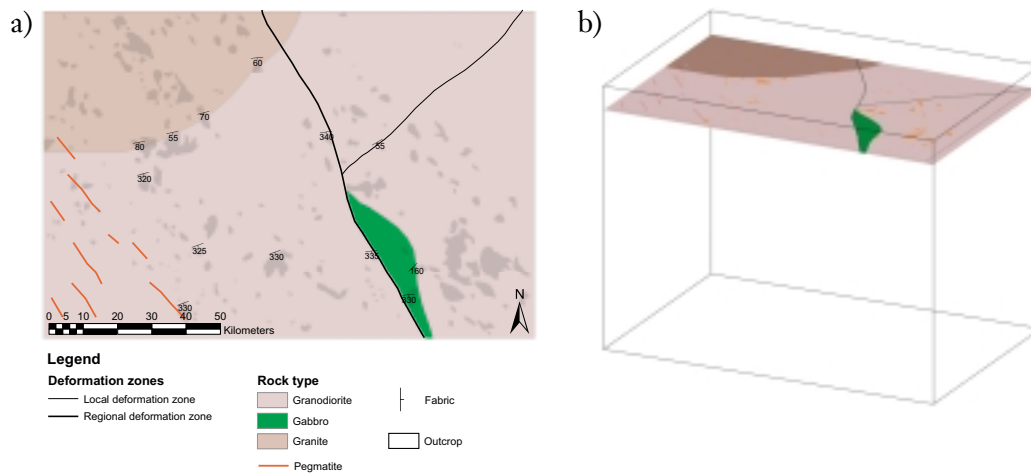 a)
b)
60
70
55
80
340
55
320
325
330
335
160
330
330
N
0 5 10 20 30 40 50
Kilometers
Legend
Deformation zones
Local deformation zone
Regional deformation zone
Rock type
Granodiorite
Gabbro
Granite
Pegmatite
Fabric
Outcrop